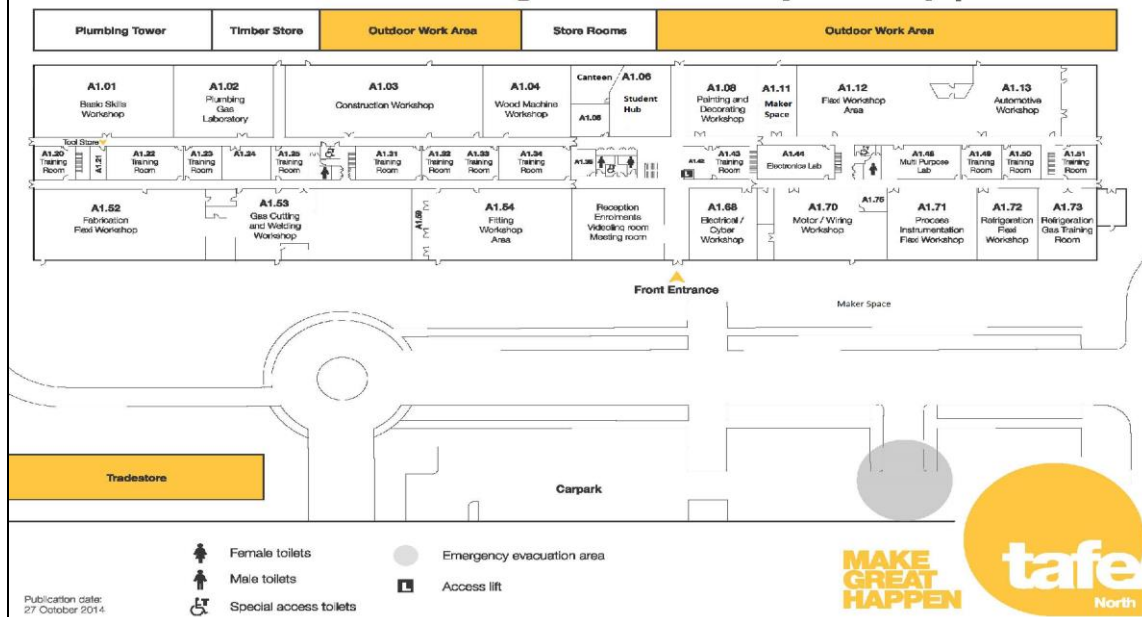 Plumbing Tower
Timber Store
Outdoor Work Area
Store Rooms
Outdoor Work Area
A1.01
Basic Skills
Workshop
A1.02
Plumbing
Gas
Laboratory
A1.03
Construction Workshop
A1.04
Wood Machine
Workshop
Canteen
A1.06
Student
Hub
A1.08
Painting and
Decorating
Workshop
A1.11
Maker
Space
A1.12
Flexi Workshop
Area
A1.13
Automotive
Workshop
Tool Store
A1.20
Training
Room
A1.21
A1.22
Training
Room
A1.23
Training
Room
A1.24
A1.25
Training
Room
A1.31
Training
Room
A1.32
Training
Room
A1.33
Training
Room
A1.34
Training
Room
A1.42
L
A1.43
Training
Room
A1.44
Electronics Lab
Multi Purpose
Lab
A1.49
Training
Room
A1.50
Training
Room
A1.51
Training
Room
A1.52
Fabrication
Flexi Workshop
A1.53
Gas Cutting
and Welding
Workshop
A1.54
Fitting
Workshop
Area
Reception
Enrolments
Meeting room
A1.68
Electrical /
Cyber
Workshop
A1.70
Motor / Wiring
Workshop
A1.71
Process
Instrumentation
Flexi Workshop
A1.72
Refrigeration
Flexi
Workshop
A1.73
Refrigeration
Gas Training
Room
Front Entrance
Maker Space
Tradestore
Carpark
Female toilets
Male toilets
LT
Special access toilets
Emergency evacuation area
L
Access lift
Publication date:
27 October 2014
MAKE
GREAT
HAPPEN
tafe
North